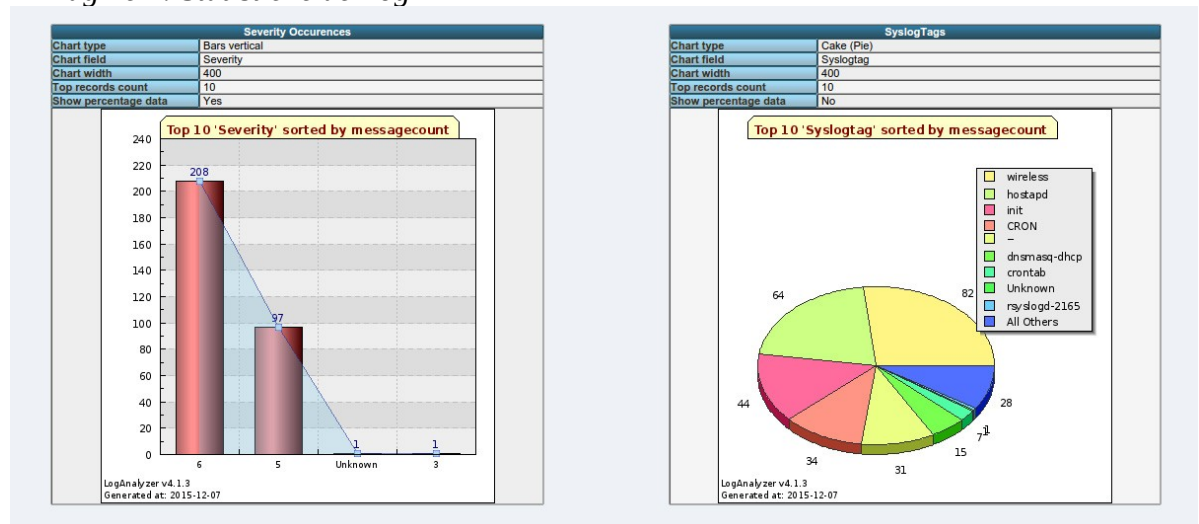 Severity Occurences
Chart type Bars vertical
Chart field Severity
Chart width 400
Top records count 10
Show percentage data Yes
Top 10 'Severity' sorted by messagecount
240
220
208
200
180
160
140
120
100
97
80
60
40
20
0
1
1
6 5 Unknown 3
LogAnalyzer v4.1.3
Generated at: 2015-12-07
SyslogTags
Chart type Cake (Pie)
Chart field Syslogtag
Chart width 400
Top records count 10
Show percentage data No
Top 10 'Syslogtag' sorted by messagecount
wireless
hostapd
init
CRON
–
dnsmasq-dhcp
crontab
Unknown
rsyslogd-2165
All Others
64
82
44
28
1
7
15
34
31
LogAnalyzer v4.1.3
Generated at: 2015-12-07